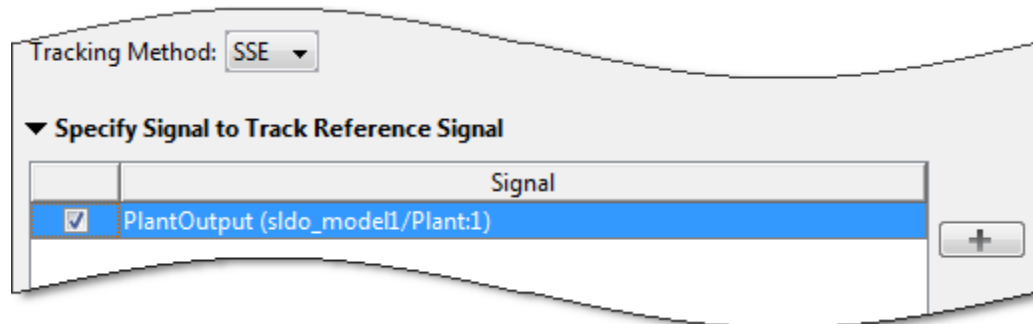 Tracking Method: SSE
Specify Signal to Track Reference Signal
Signal
PlantOutput (sldo_model1/Plant:1)